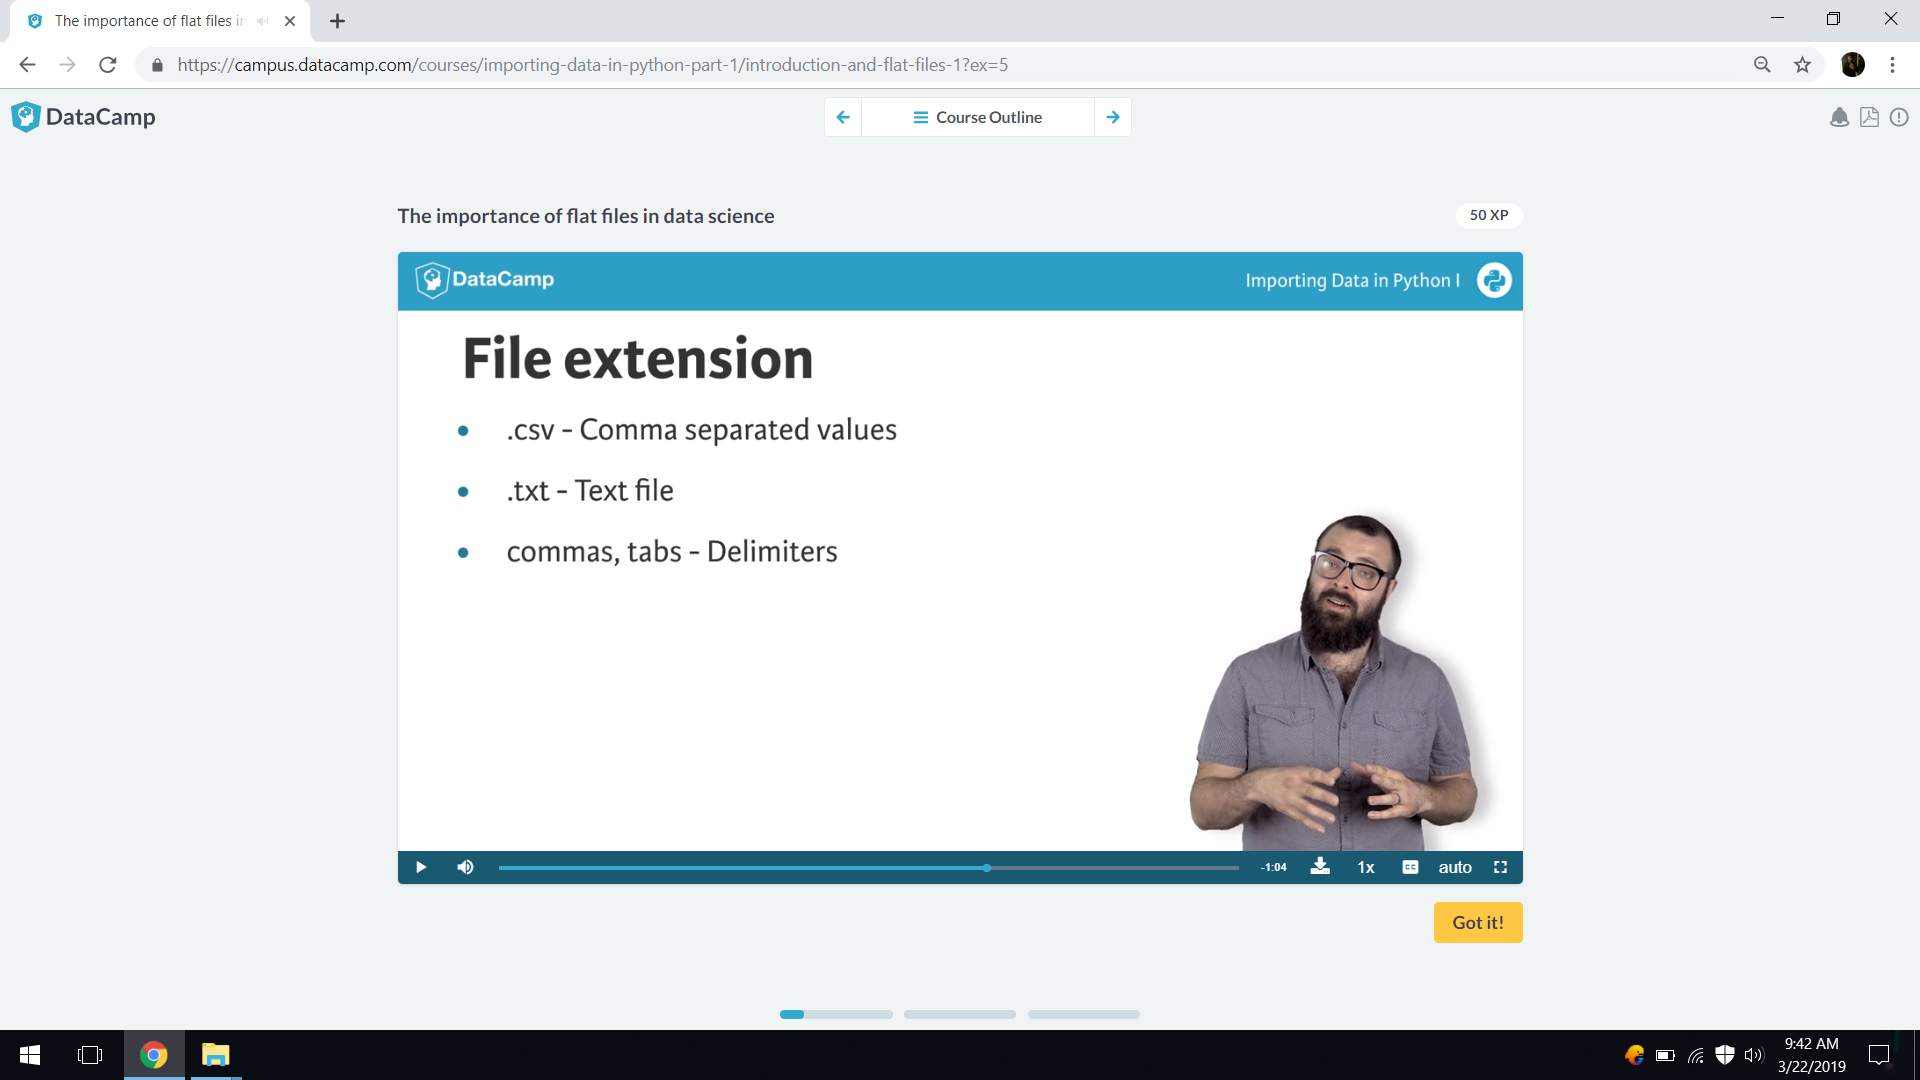 The importance of flat files in
https://campus.datacamp.com/courses/importing-data-in-python-part-1/introduction-and-flat-files-1?ex=5
DataCamp
Course Outline
The importance of flat files in data science
50 XP
DataCamp
Importing Data in Python I
File extension
• .csv - Comma separated values
• .txt - Text file
• commas, tabs - Delimiters
-1:04
1x
CC
auto
Got it!
9:42 AM
3/22/2019